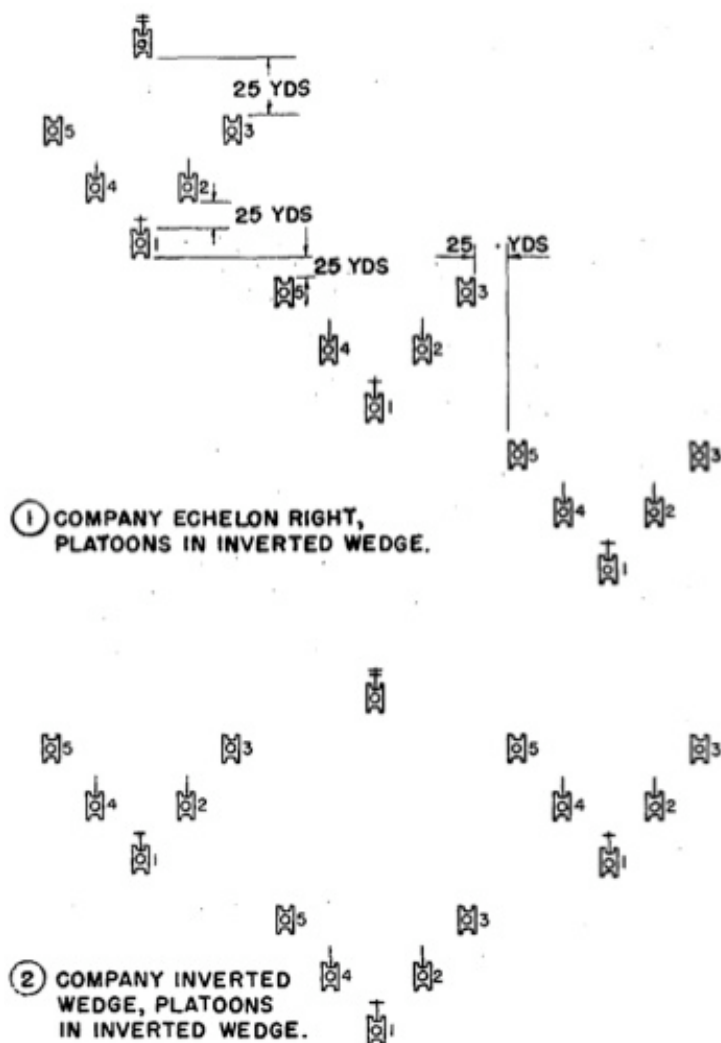 25 YDS
5 3
4 2
25 YDS
1
25 YDS
25 YDS
5 3
4 2
1
5 3
4 2
1
1 COMPANY ECHELON RIGHT,
PLATOONS IN INVERTED WEDGE.
5 3 5 3
4 2 4 2
1 1
5 3
4 2
1
2 COMPANY INVERTED
WEDGE, PLATOONS
IN INVERTED WEDGE.